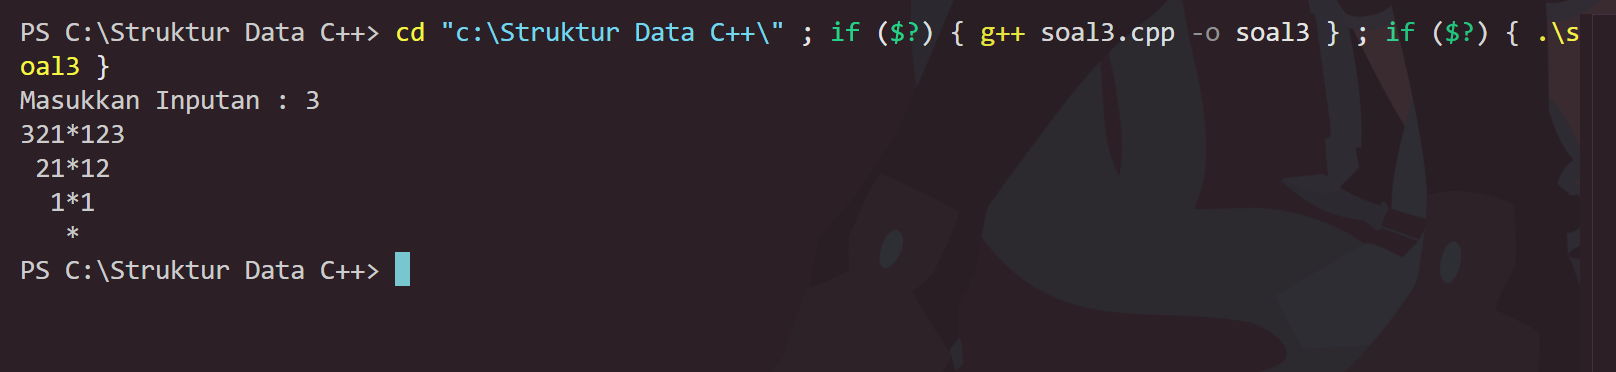 PS C:\Struktur Data C++> cd "c:\Struktur Data C++\" ; if ($?) { g++ soal3.cpp -o soal3 } ; if ($?) { .\s
oal3 }
Masukkan Inputan : 3
321*123
 21*12
  1*1
   *
PS C:\Struktur Data C++>